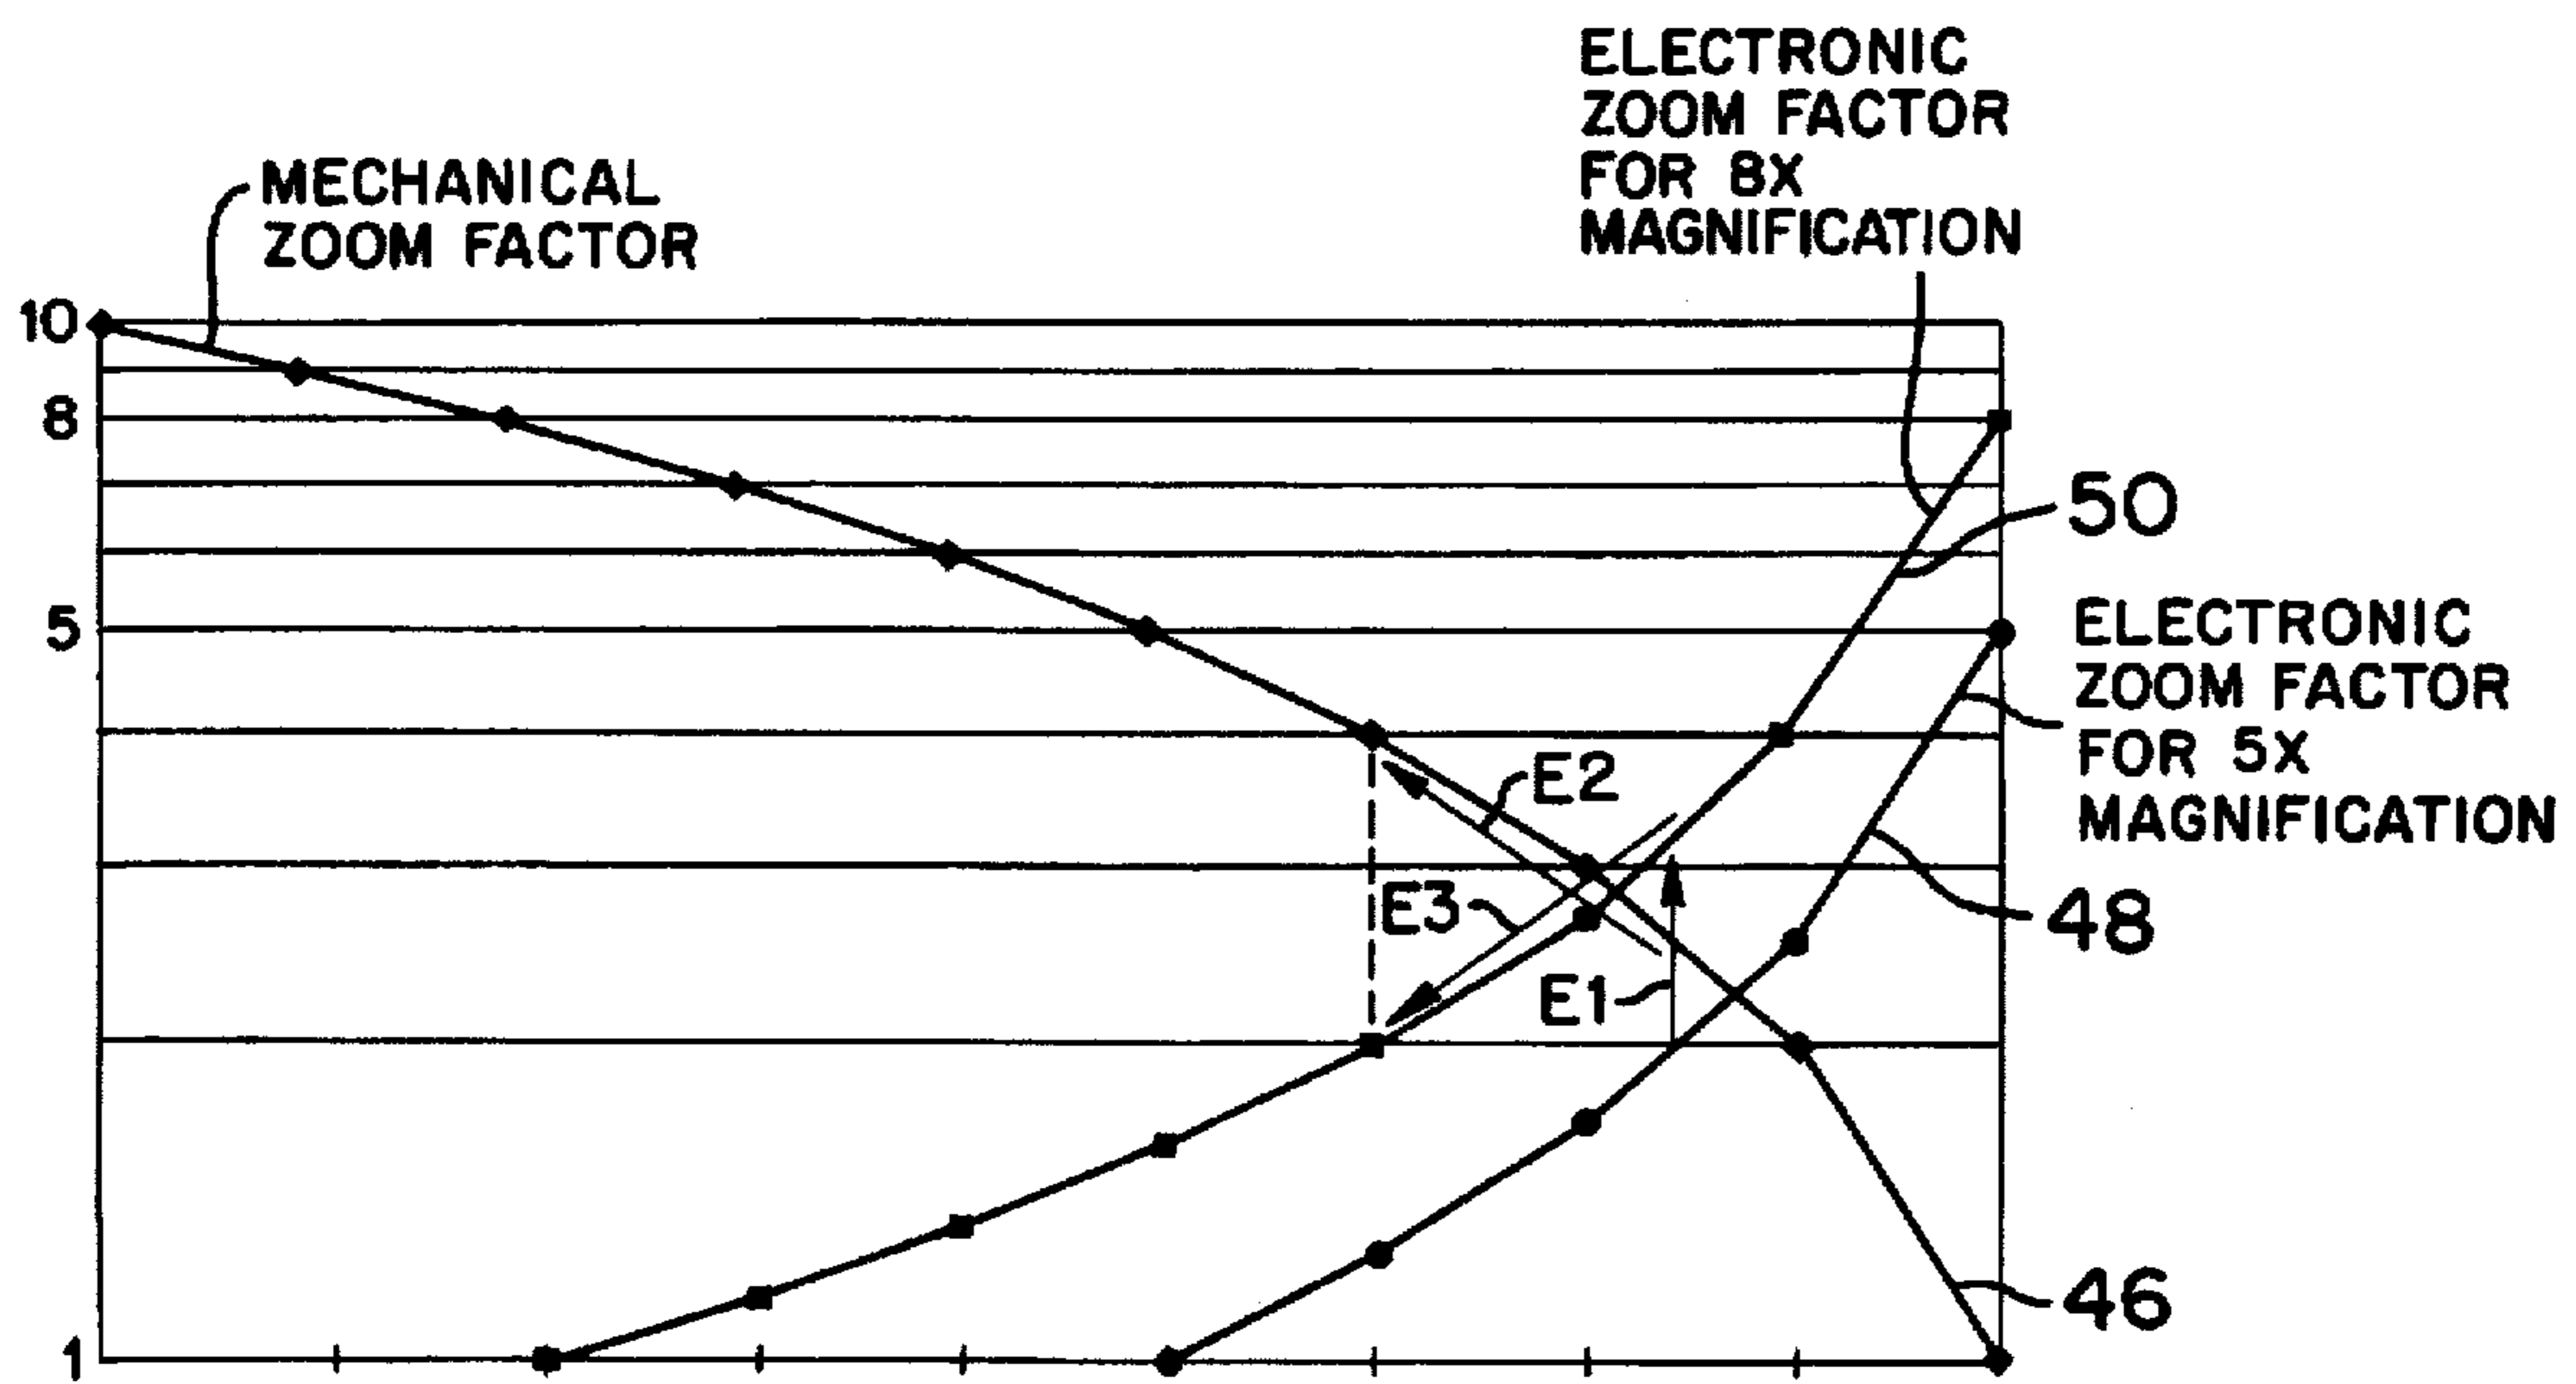 ELECTRONIC
ZOOM FACTOR
FOR 8X
MAGNIFICATION
MECHANICAL
ZOOM FACTOR
10
8
5
1
50
ELECTRONIC
ZOOM FACTOR
FOR 5X
MAGNIFICATION
E2
E3
E1
48
46